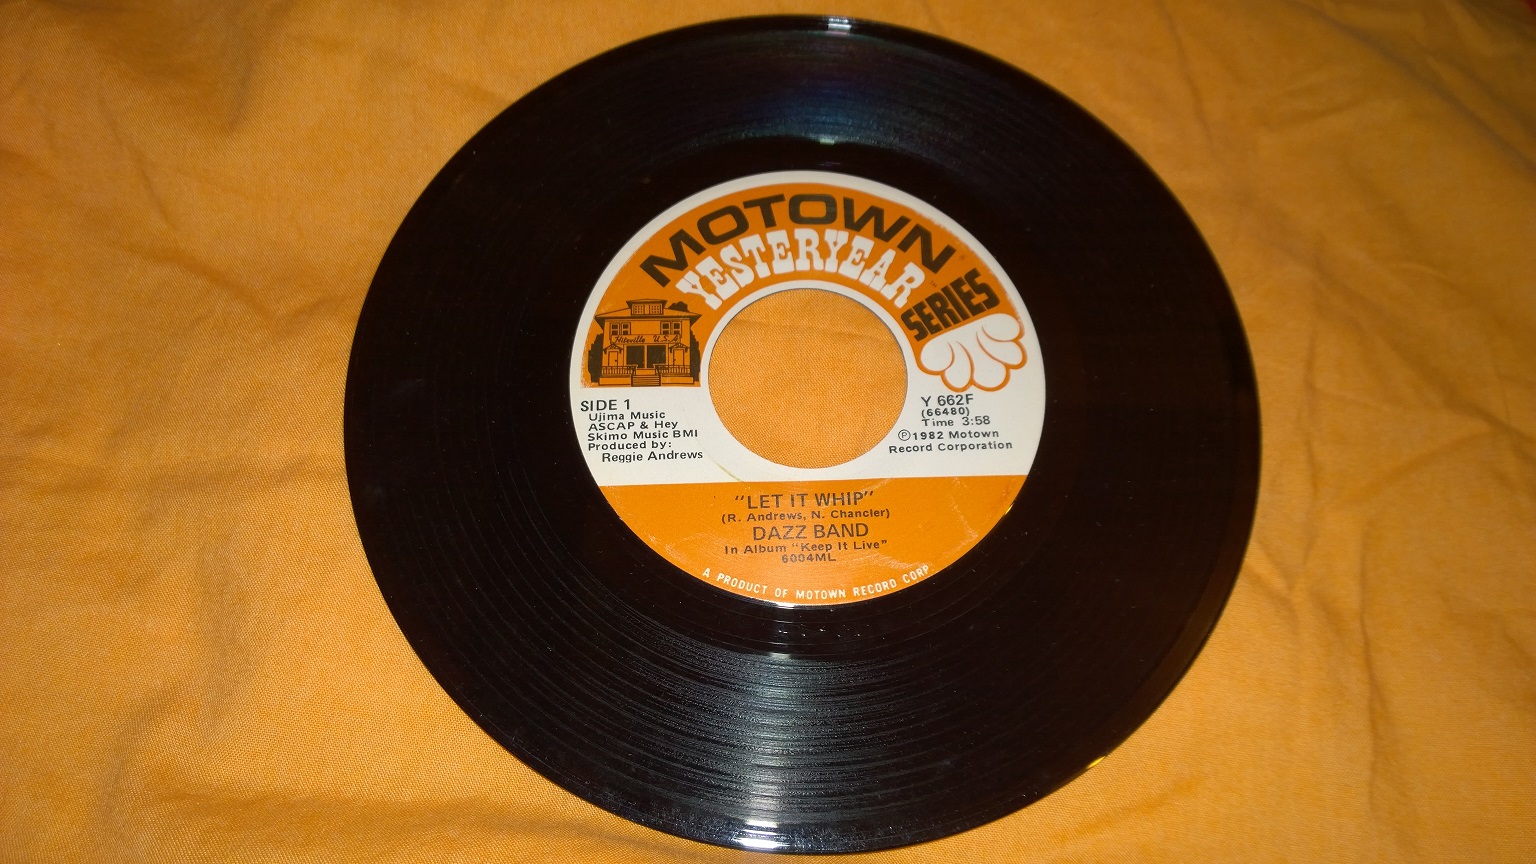 MOTOWN
YESTERYEAR
SERIES
Hitsville U.S.A
SIDE 1
Ujima Music
ASCAP & Hey
Skimo Music BMI
Produced by:
Reggie Andrews
Y 662F
(66480)
Time 3:58
Ⓟ1982 Motown
Record Corporation
"LET IT WHIP"
(R. Andrews, N. Chancler)
DAZZ BAND
In Album "Keep It Live"
6004ML
A PRODUCT OF MOTOWN RECORD CORP